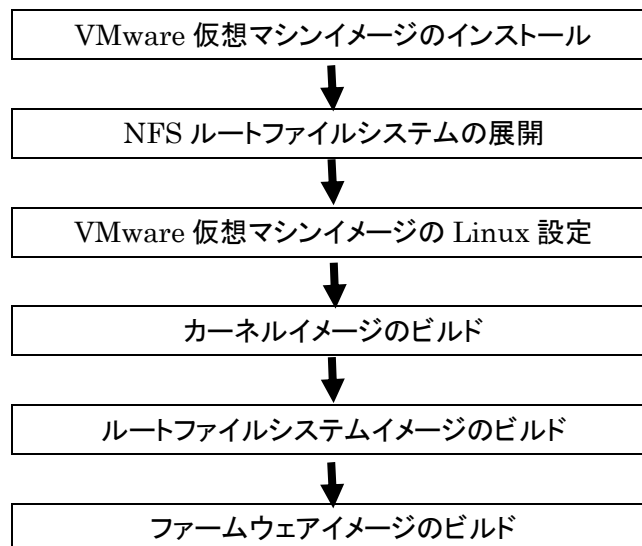 VMware 仮想マシンイメージのインストール
NFS ルートファイルシステムの展開
VMware 仮想マシンイメージの Linux 設定
カーネルイメージのビルド
ルートファイルシステムイメージのビルド
ファームウェアイメージのビルド